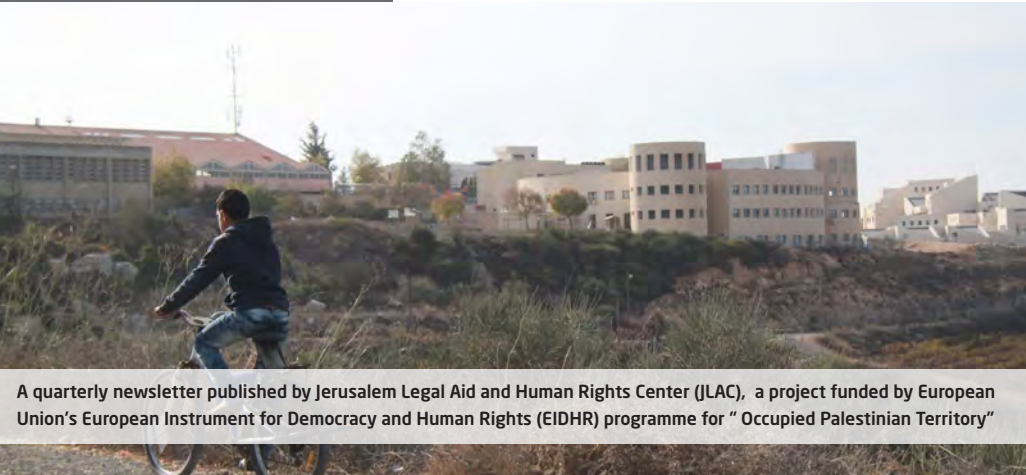 A quarterly newsletter published by Jerusalem Legal Aid and Human Rights Center (JLAC), a project funded by European
Union's European Instrument for Democracy and Human Rights (EIDHR) programme for " Occupied Palestinian Territory"